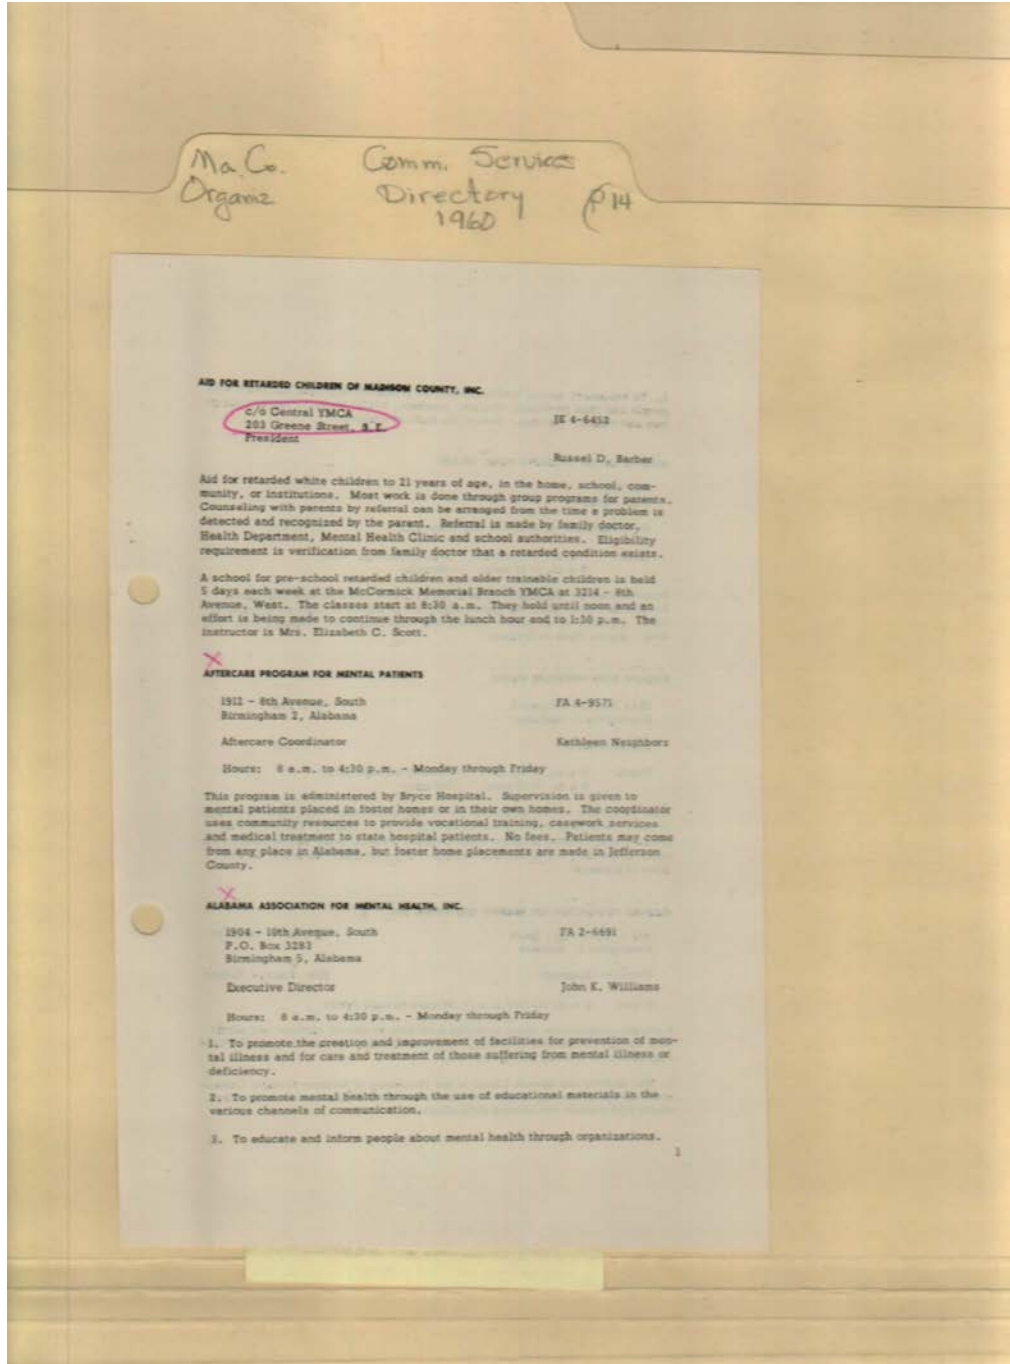 Ma. Co. Comm. Services
Organz Directory
1960 p14
AID FOR RETARDED CHILDREN OF MADISON COUNTY, INC.
c/o Central YMCA JE 4-6452
203 Greene Street, S.E.
President
Russel D. Barber
Aid for retarded white children to 21 years of age, in the home, school, com-
munity, or institutions. Most work is done through group programs for parents.
Counseling with parents by referral can be arranged from the time a problem is
detected and recognized by the parent. Referral is made by family doctor,
Health Department, Mental Health Clinic and school authorities. Eligibility
requirement is verification from family doctor that a retarded condition exists.
A school for pre-school retarded children and older trainable children is held
5 days each week at the McCormick Memorial Branch YMCA at 3214 - 8th
Avenue, West. The classes start at 8:30 a.m. They hold until noon and an
effort is being made to continue through the lunch hour and to 1:30 p.m. The
instructor is Mrs. Elizabeth C. Scott.
AFTERCARE PROGRAM FOR MENTAL PATIENTS
1912 - 8th Avenue, South FA 4-9571
Birmingham 2, Alabama
Aftercare Coordinator Kathleen Neighbors
Hours: 8 a.m. to 4:30 p.m. - Monday through Friday
This program is administered by Bryce Hospital. Supervision is given to
mental patients placed in foster homes or in their own homes. The coordinator
uses community resources to provide vocational training, casework services
and medical treatment to state hospital patients. No fees. Patients may come
from any place in Alabama, but foster home placements are made in Jefferson
County.
ALABAMA ASSOCIATION FOR MENTAL HEALTH, INC.
1904 - 10th Avenue, South FA 2-6691
P.O. Box 3283
Birmingham 5, Alabama
Executive Director John K. Williams
Hours: 8 a.m. to 4:30 p.m. - Monday through Friday
1. To promote the creation and improvement of facilities for prevention of men-
tal illness and for care and treatment of those suffering from mental illness or
deficiency.
2. To promote mental health through the use of educational materials in the
various channels of communication.
3. To educate and inform people about mental health through organizations.
1